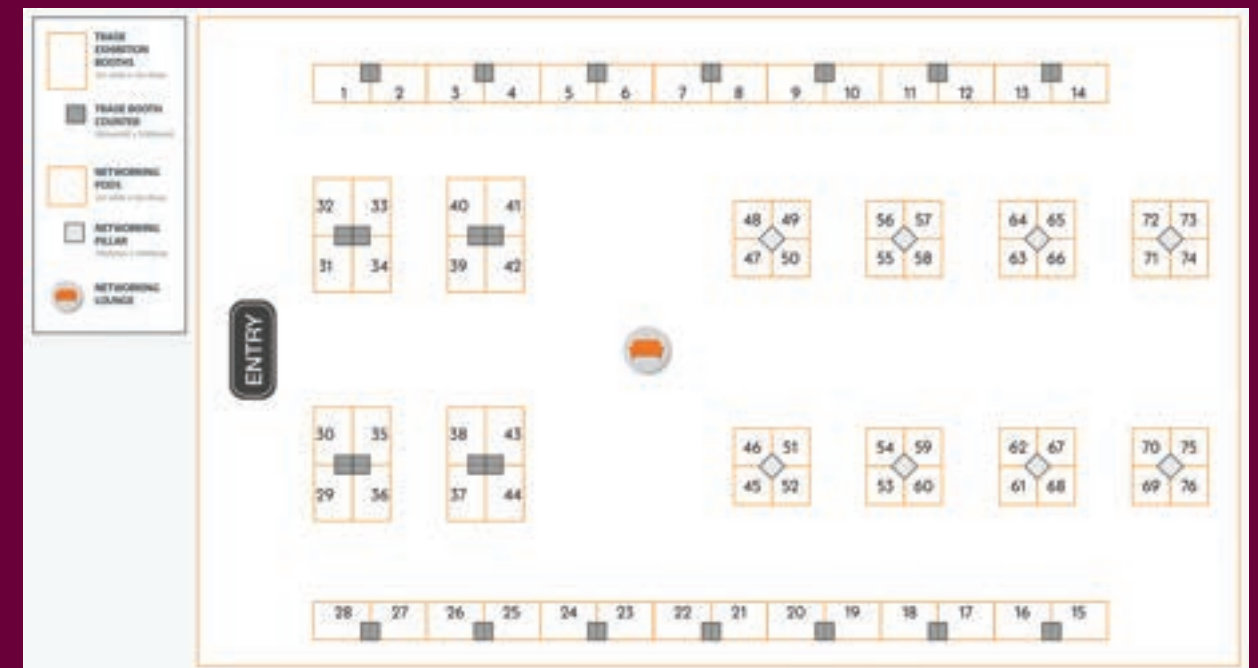 TRADE
EXHIBITION
BOOTHS
TRADE BOOTH
COUNTER
NETWORKING
PODS
NETWORKING
PILLAR
NETWORKING
LOUNGE
1 2 3 4 5 6 7 8 9 10 11 12 13 14
32 33 40 41
48 49 56 57 64 65 72 73
47 50 55 58 63 66 71 74
31 34 39 42
ENTRY
30 35 38 43
46 51 54 59 62 67 70 75
45 52 53 60 61 68 69 76
29 36 37 44
28 27 26 25 24 23 22 21 20 19 18 17 16 15